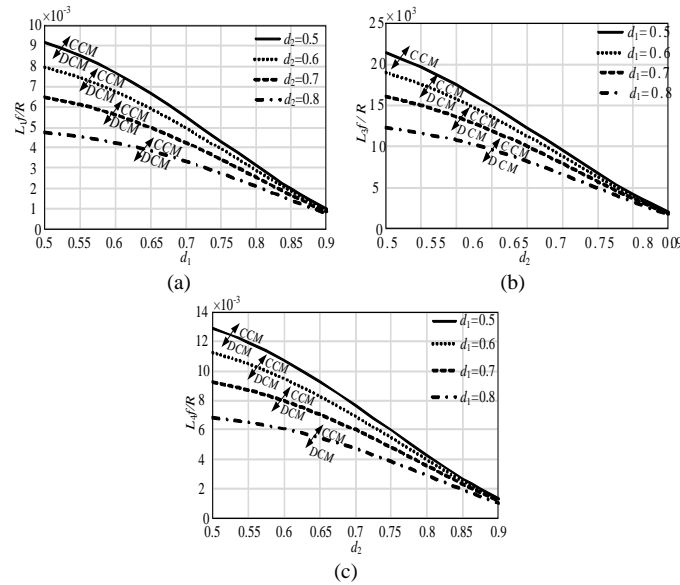 ×10⁻³
10
9
8
7
6
5
4
3
2
1
0
L₁f/R
CCM
DCM
CCM
DCM
CCM
DCM
CCM
DCM
d₂=0.5
d₂=0.6
d₂=0.7
d₂=0.8
0.5 0.55 0.6 0.65 0.7 0.75 0.8 0.85 0.9
d₁
(a)
×10³
25
20
15
10
5
0
L₃f/R
CCM
CCM
DCM
CCM
DCM
CCM
DCM
d₁=0.5
d₁=0.6
d₁=0.7
d₁=0.8
0.5 0.55 0.6 0.65 0.7 0.75 0.8 0.09
d₂
(b)
×10⁻³
14
12
10
8
6
4
2
0
L₄f/R
CCM
DCM
CCM
DCM
CCM
DCM
CCM
DCM
d₁=0.5
d₁=0.6
d₁=0.7
d₁=0.8
0.5 0.55 0.6 0.65 0.7 0.75 0.8 0.85 0.9
d₂
(c)